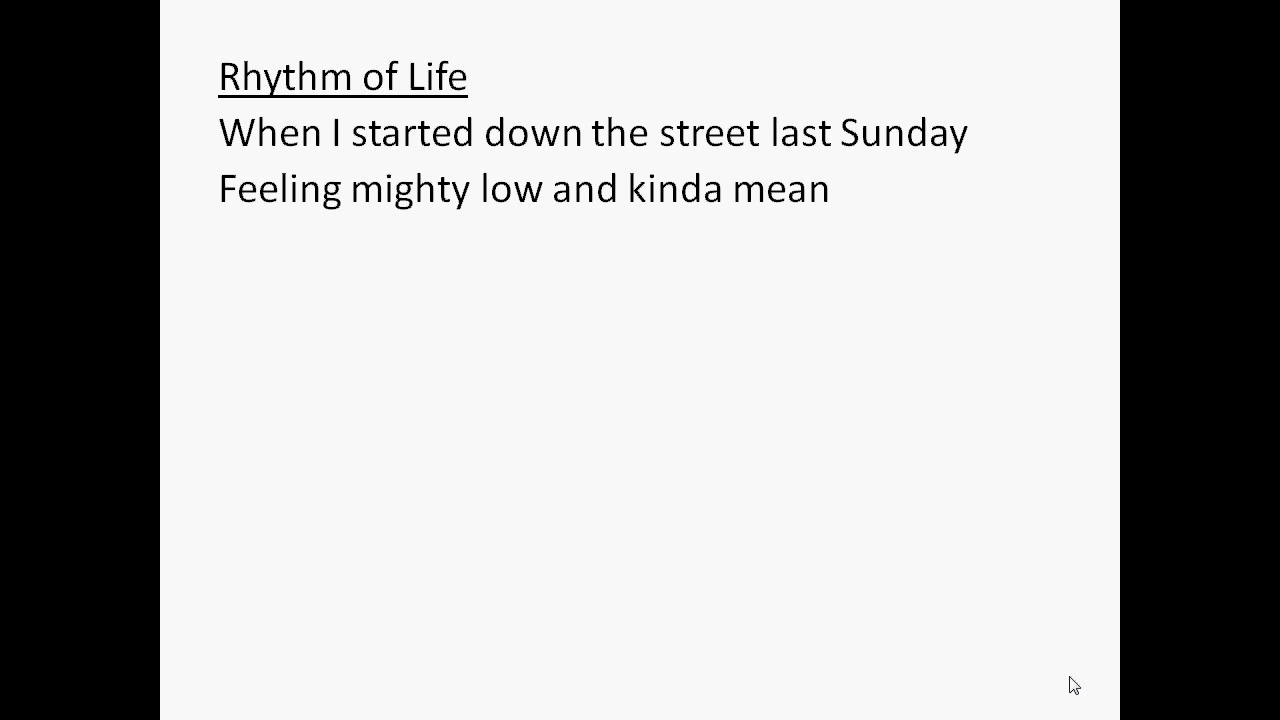 Rhythm of Life
When I started down the street last Sunday
Feeling mighty low and kinda mean